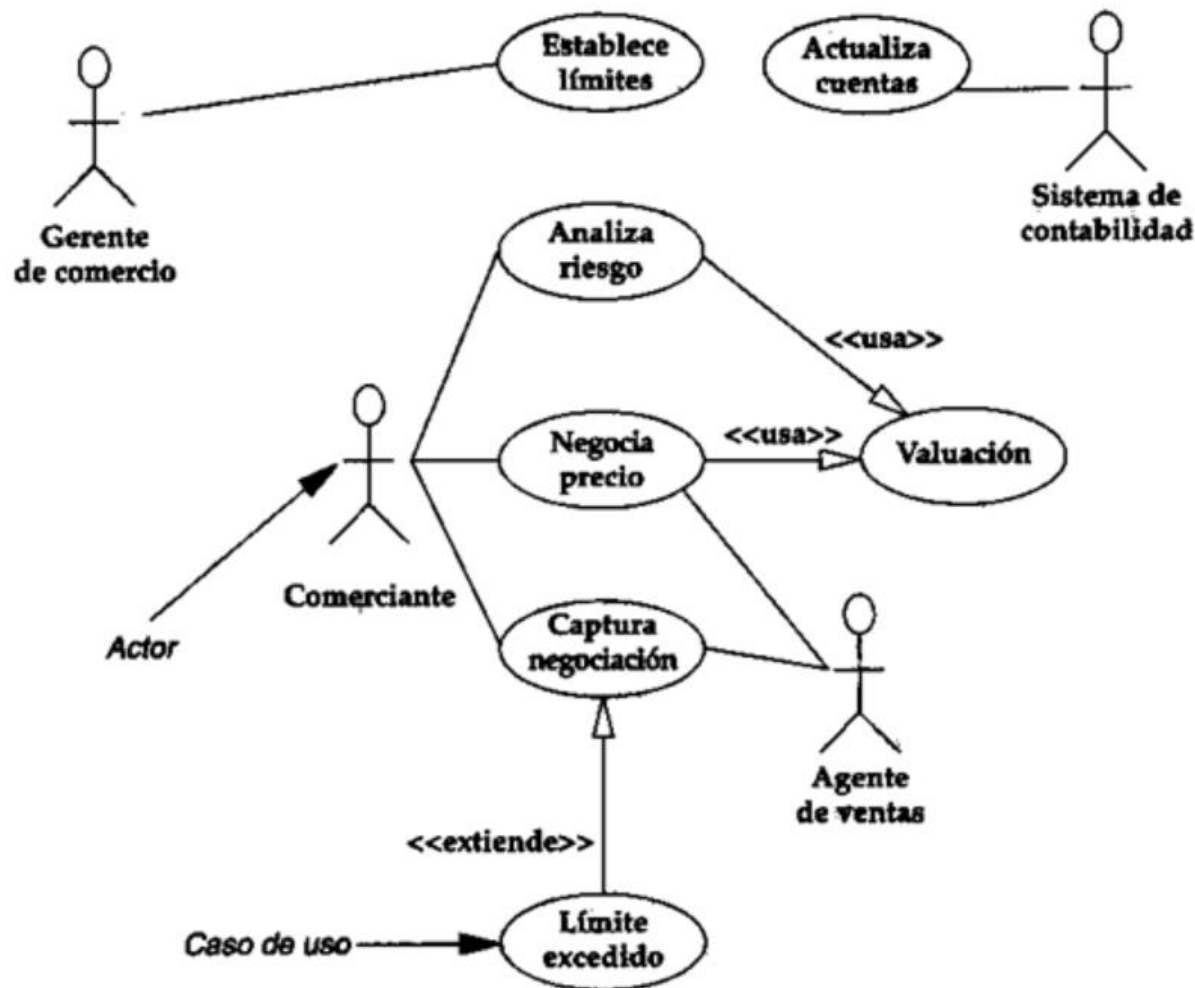 Establece
límites
Actualiza
cuentas
Gerente
de comercio
Sistema de
contabilidad
Analiza
riesgo
<<usa>>
Negocia
precio
<<usa>>
Valuación
Comerciante
Actor
Captura
negociación
Agente
de ventas
<<extiende>>
Caso de uso
Límite
excedido